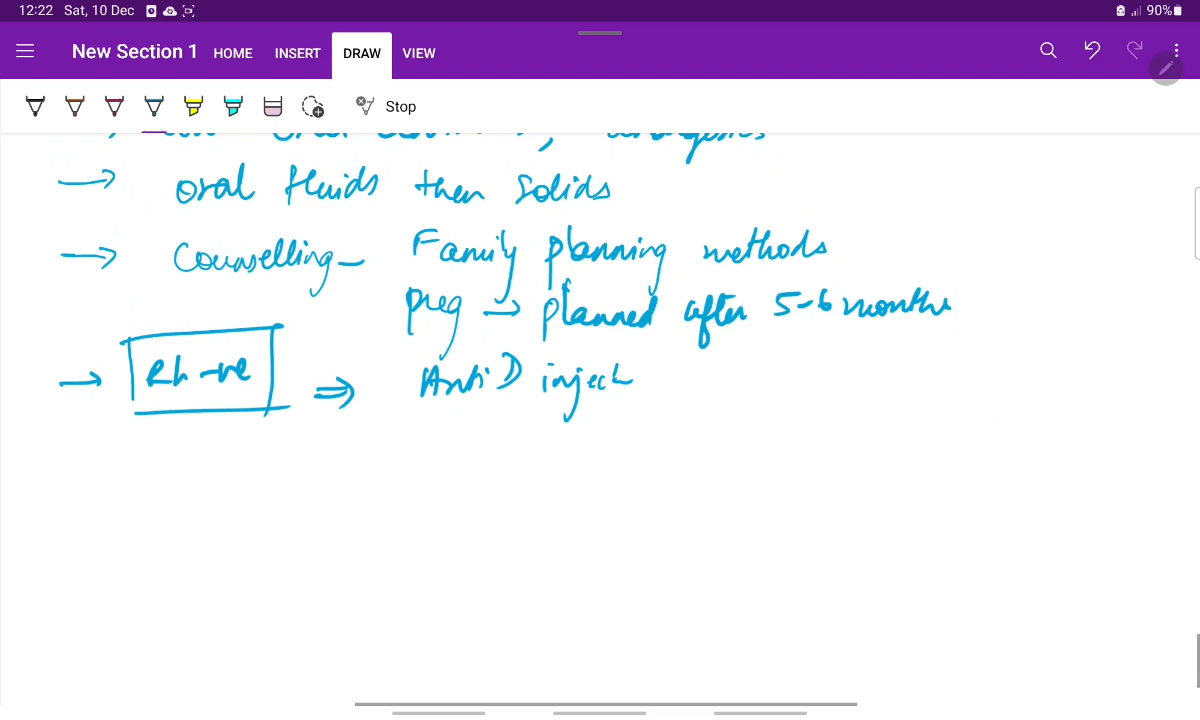 12:22 Sat, 10 Dec 90%
New Section 1 HOME INSERT DRAW VIEW
Stop
→ oral fluids then solids
→ Counselling - Family planning methods
preg → planned after 5-6 months
→ Rh -ve ⇒ Anti D inject